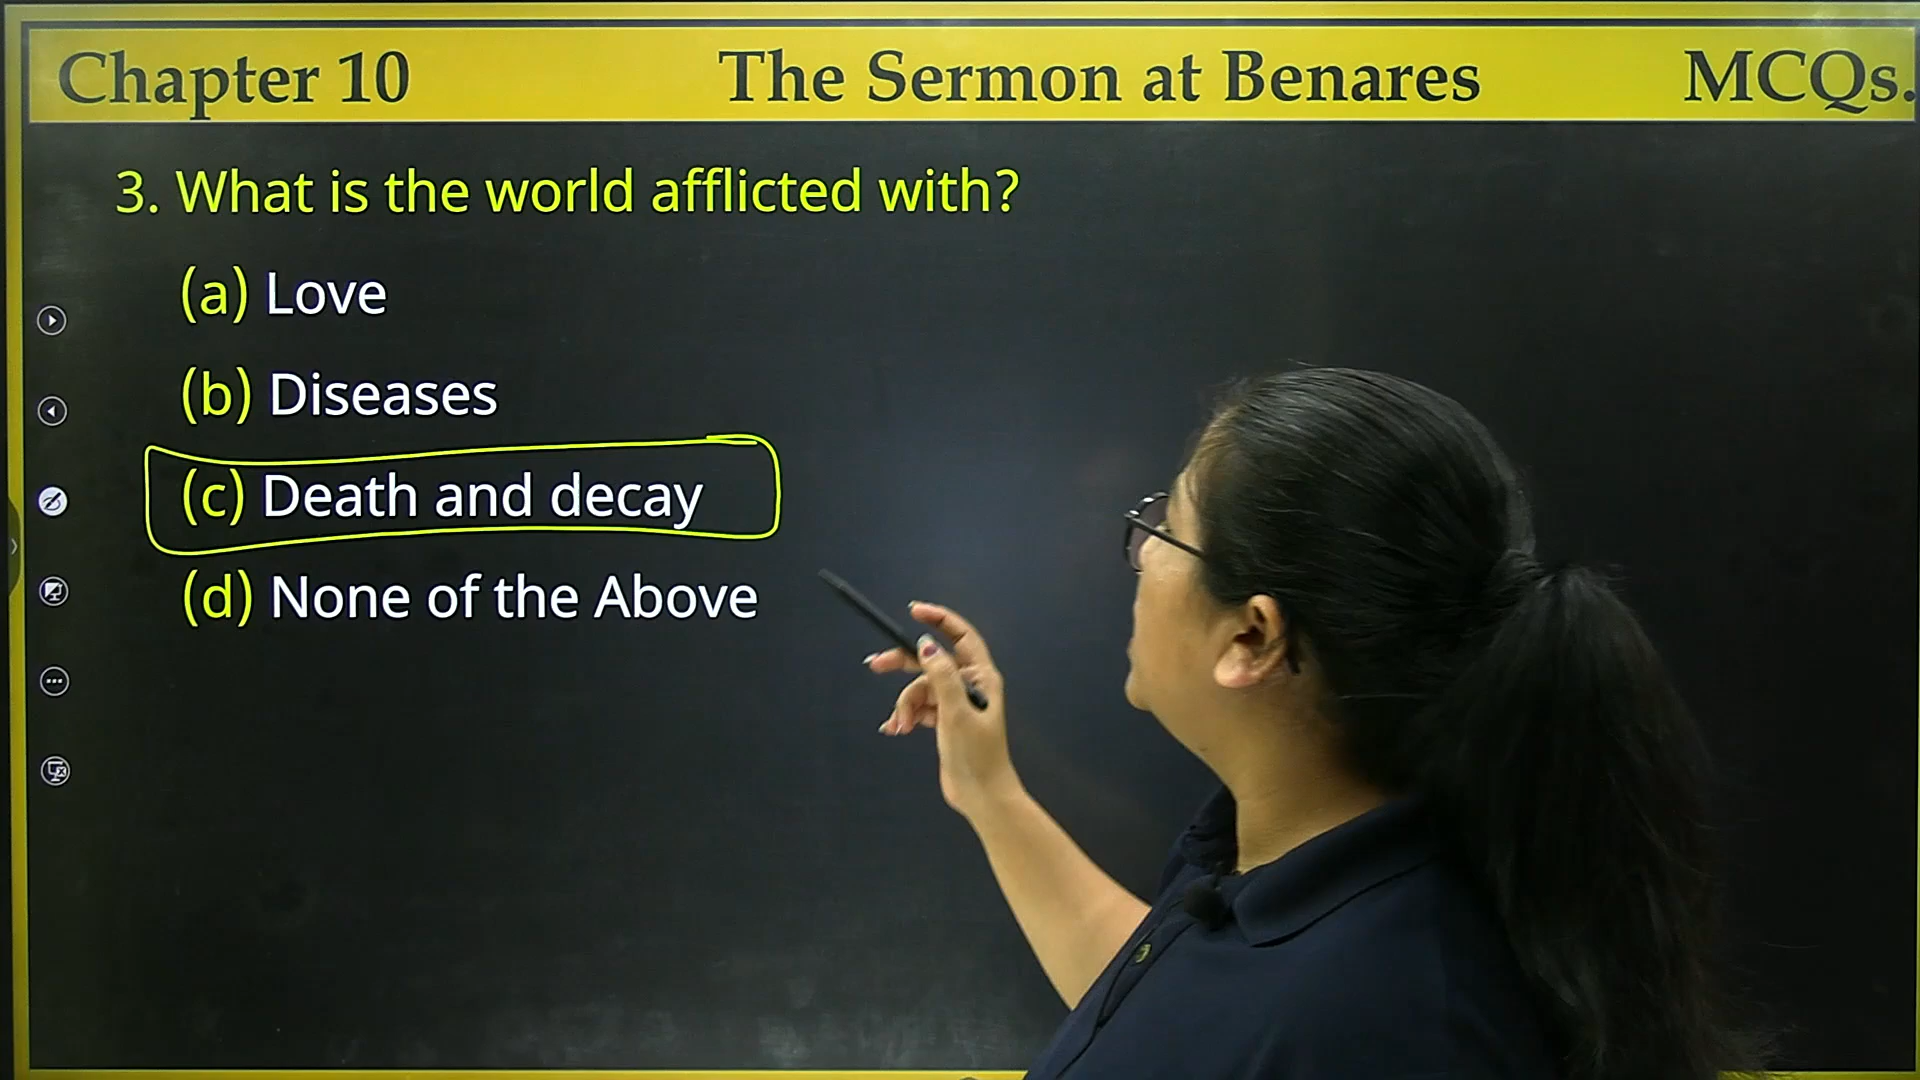 Chapter 10 The Sermon at Benares MCQs.
3. What is the world afflicted with?
(a) Love
(b) Diseases
(c) Death and decay
(d) None of the Above